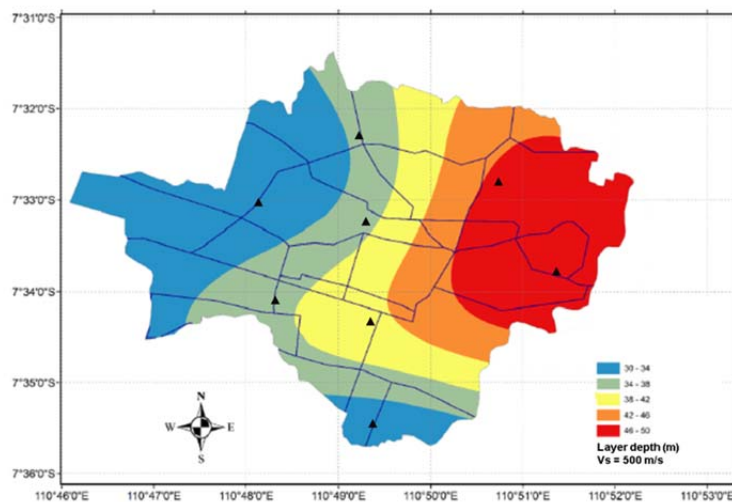 7°31'0"S
7°32'0"S
7°33'0"S
7°34'0"S
7°35'0"S
7°36'0"S
N
W E
S
30 - 34
34 - 38
38 - 42
42 - 46
46 - 50
Layer depth (m)
Vs = 500 m/s
110°46'0"E 110°47'0"E 110°48'0"E 110°49'0"E 110°50'0"E 110°51'0"E 110°52'0"E 110°53'0"E